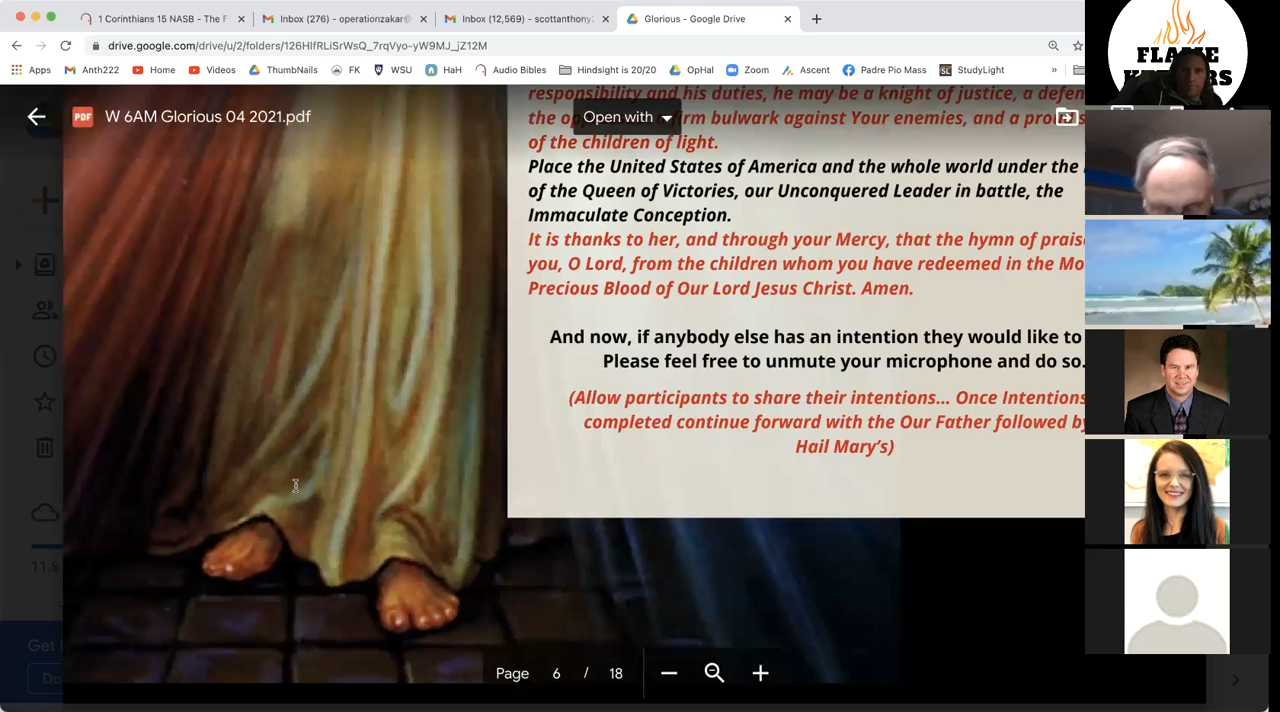 1 Corinthians 15 NASB - The F
Inbox (276) - operationzakar@
Inbox (12,569) - scottanthony
Glorious - Google Drive
drive.google.com/drive/u/2/folders/126HIfRLiSrWsQ_7rqVyo-yW9MJ_jZ12M
Apps
Anth222
Home
Videos
ThumbNails
FK
WSU
HaH
Audio Bibles
Hindsight is 20/20
OpHal
Zoom
Ascent
Padre Pio Mass
StudyLight
»
FLAME
PDF
W 6AM Glorious 04 2021.pdf
Open with
responsibility and his duties, he may be a knight of justice, a defen
the op firm bulwark against Your enemies, and a pro
of the children of light.
Place the United States of America and the whole world under the
of the Queen of Victories, our Unconquered Leader in battle, the
Immaculate Conception.
It is thanks to her, and through your Mercy, that the hymn of praise
you, O Lord, from the children whom you have redeemed in the Mo
Precious Blood of Our Lord Jesus Christ. Amen.
And now, if anybody else has an intention they would like to
Please feel free to unmute your microphone and do so.
(Allow participants to share their intentions... Once Intentions
completed continue forward with the Our Father followed by
Hail Mary's)
11.9
Get
Page 6 / 18